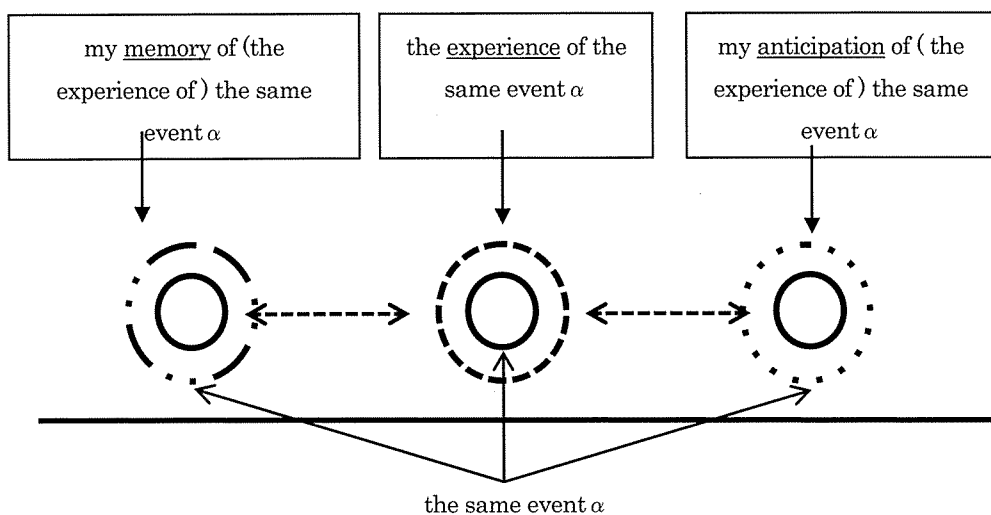 my memory of (the
experience of ) the same
event α
the experience of the
same event α
my anticipation of ( the
experience of ) the same
event α
the same event α